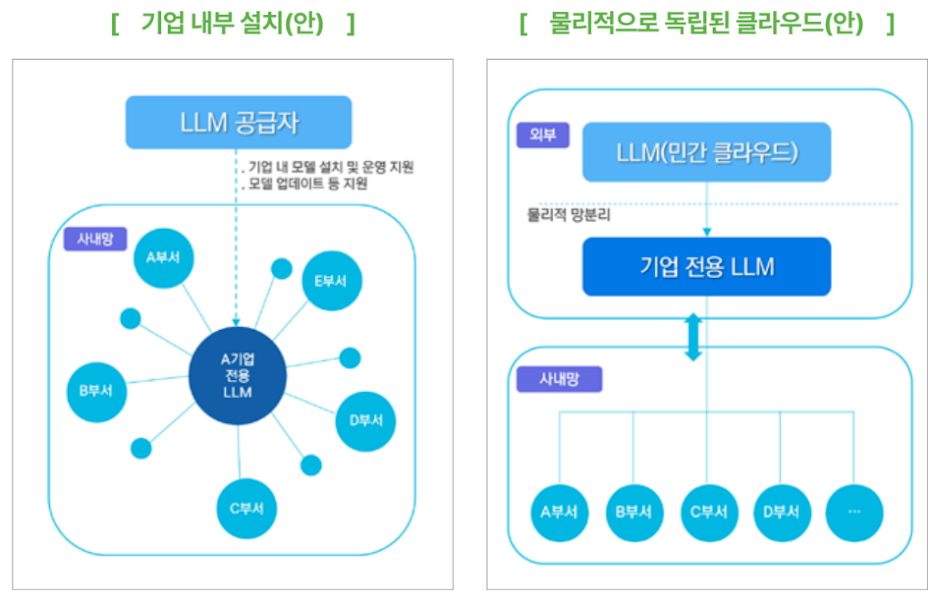 [ 기업 내부 설치(안) ]
LLM 공급자
. 기업 내 모델 설치 및 운영 지원
. 모델 업데이트 등 지원
사내망
A부서
E부서
A기업
전용
LLM
B부서
D부서
C부서
[ 물리적으로 독립된 클라우드(안) ]
외부
LLM(민간 클라우드)
물리적 망분리
기업 전용 LLM
사내망
A부서
B부서
C부서
D부서
...